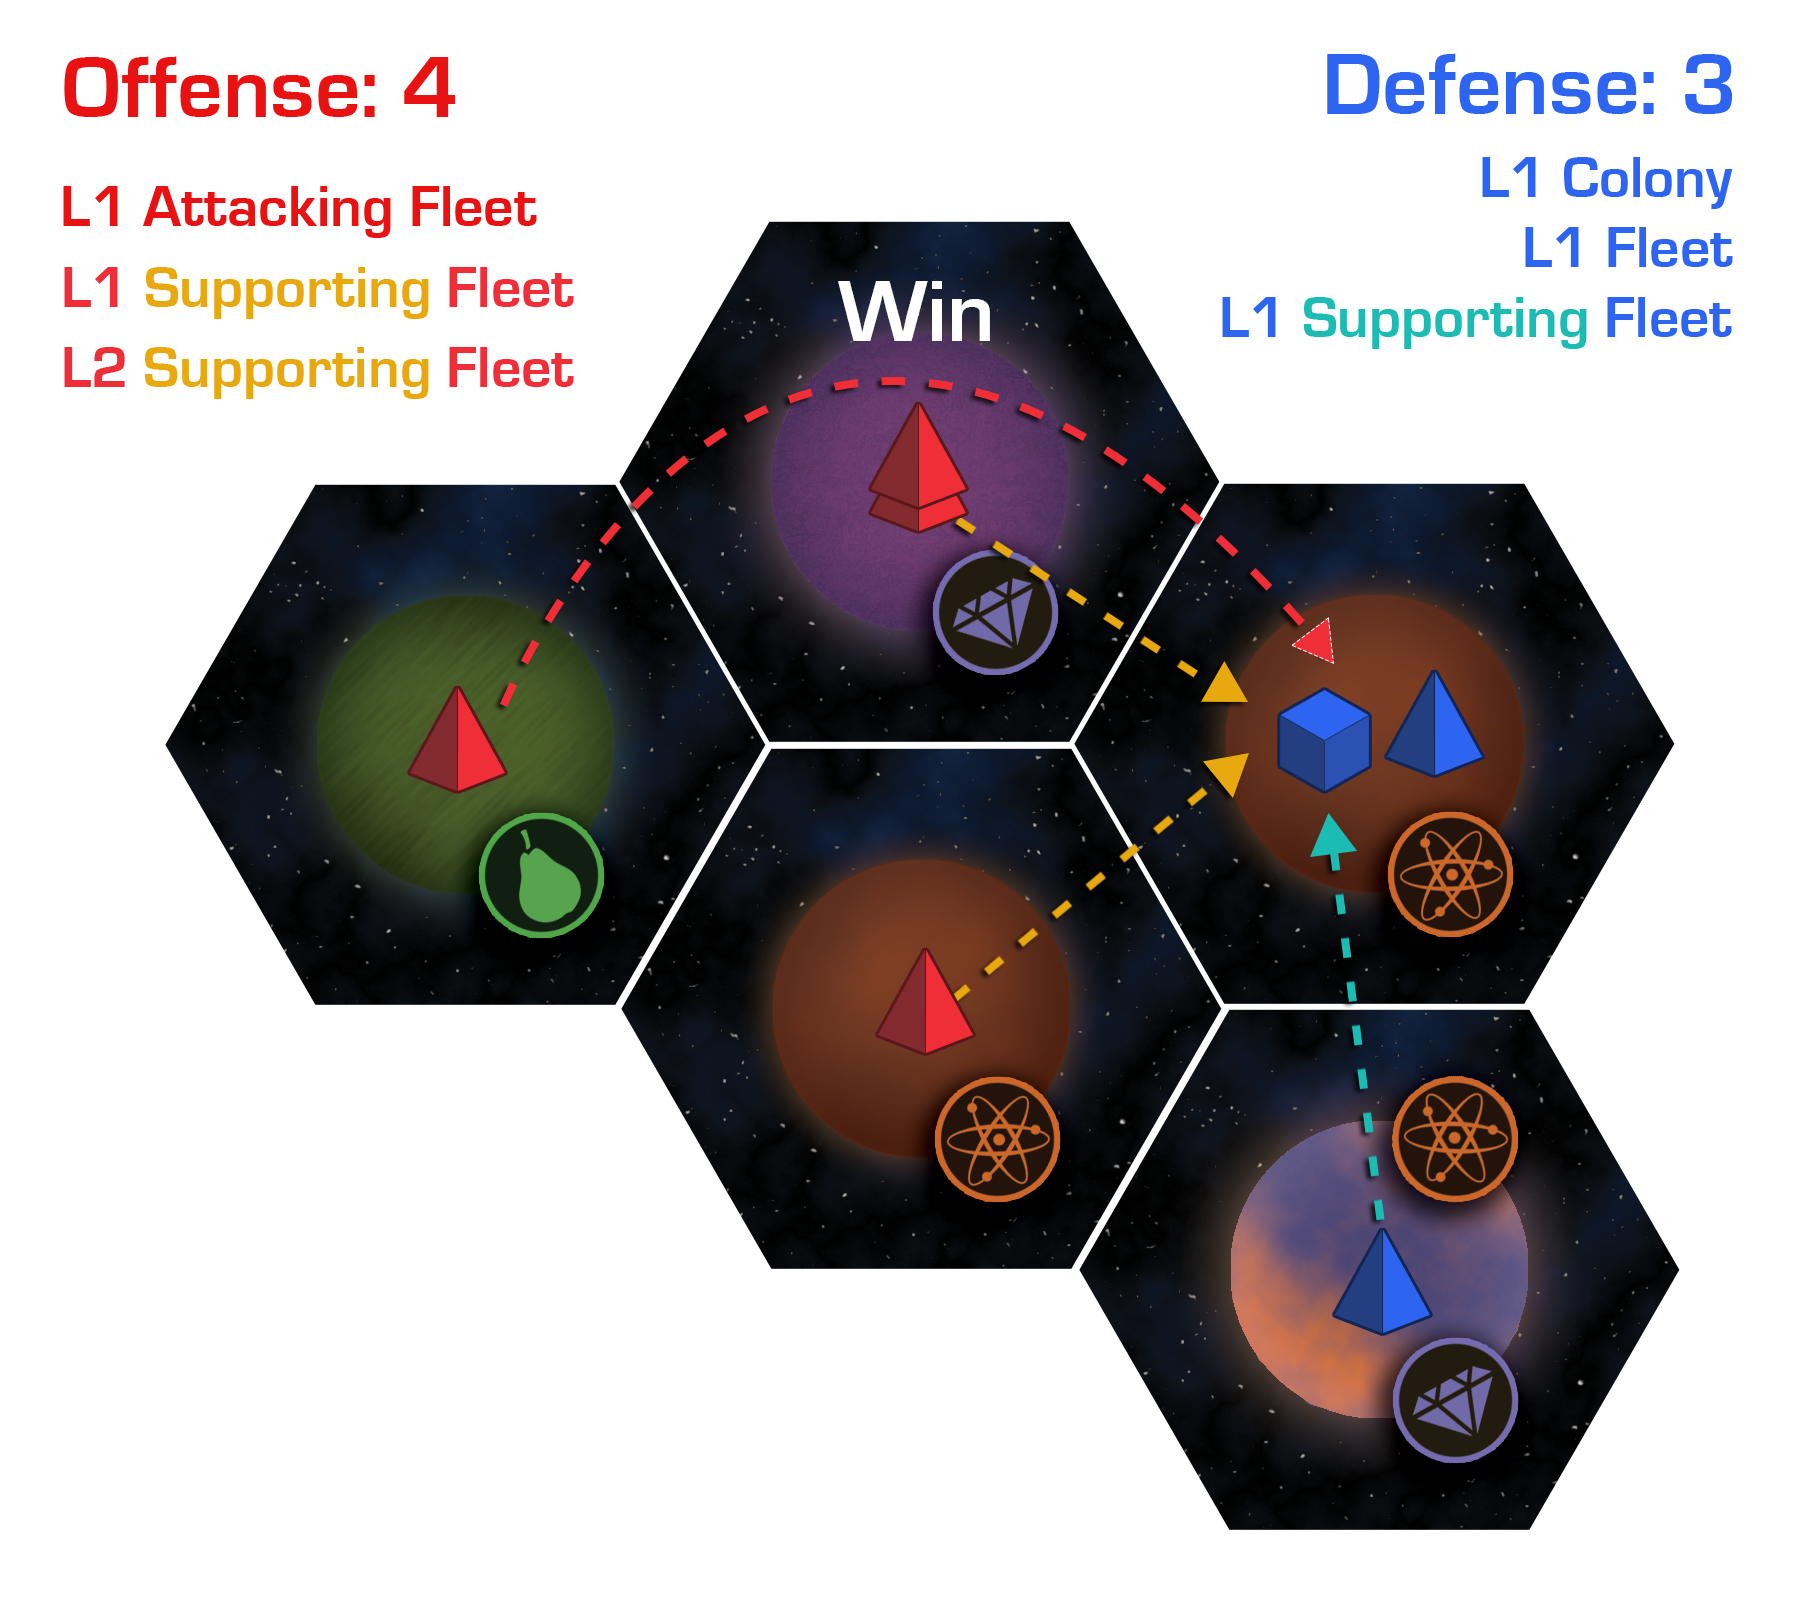 Offense: 4
L1 Attacking Fleet
L1 Supporting Fleet
L2 Supporting Fleet
Defense: 3
L1 Colony
L1 Fleet
L1 Supporting Fleet
Win